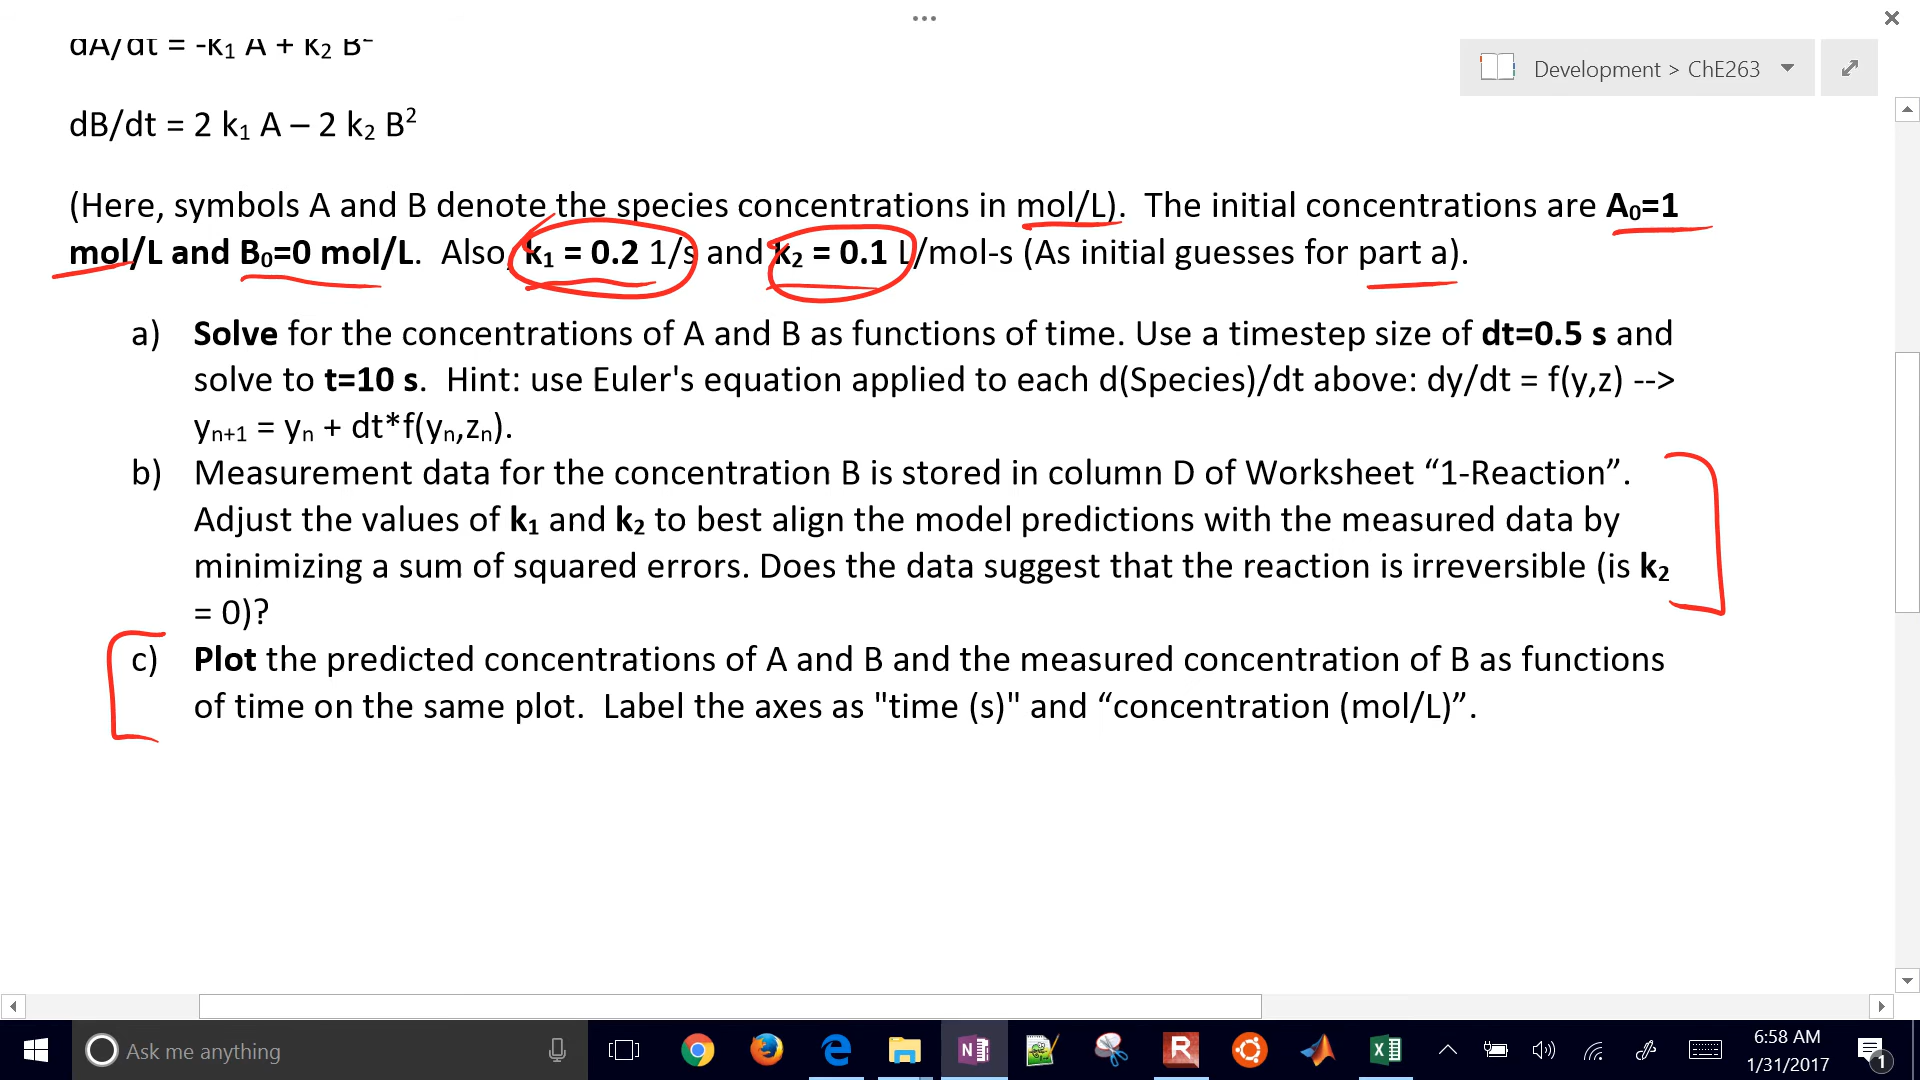 dA/dt = -k₁ A + k₂ B²
Development > ChE263
dB/dt = 2 k₁ A – 2 k₂ B²
(Here, symbols A and B denote the species concentrations in mol/L). The initial concentrations are A₀=1
mol/L and B₀=0 mol/L. Also, k₁ = 0.2 1/s and k₂ = 0.1 L/mol-s (As initial guesses for part a).
a) Solve for the concentrations of A and B as functions of time. Use a timestep size of dt=0.5 s and
solve to t=10 s. Hint: use Euler's equation applied to each d(Species)/dt above: dy/dt = f(y,z) -->
yₙ₊₁ = yₙ + dt*f(yₙ,zₙ).
b) Measurement data for the concentration B is stored in column D of Worksheet “1-Reaction”.
Adjust the values of k₁ and k₂ to best align the model predictions with the measured data by
minimizing a sum of squared errors. Does the data suggest that the reaction is irreversible (is k₂
= 0)?
c) Plot the predicted concentrations of A and B and the measured concentration of B as functions
of time on the same plot. Label the axes as "time (s)" and “concentration (mol/L)”.
Ask me anything
6:58 AM
1/31/2017
1